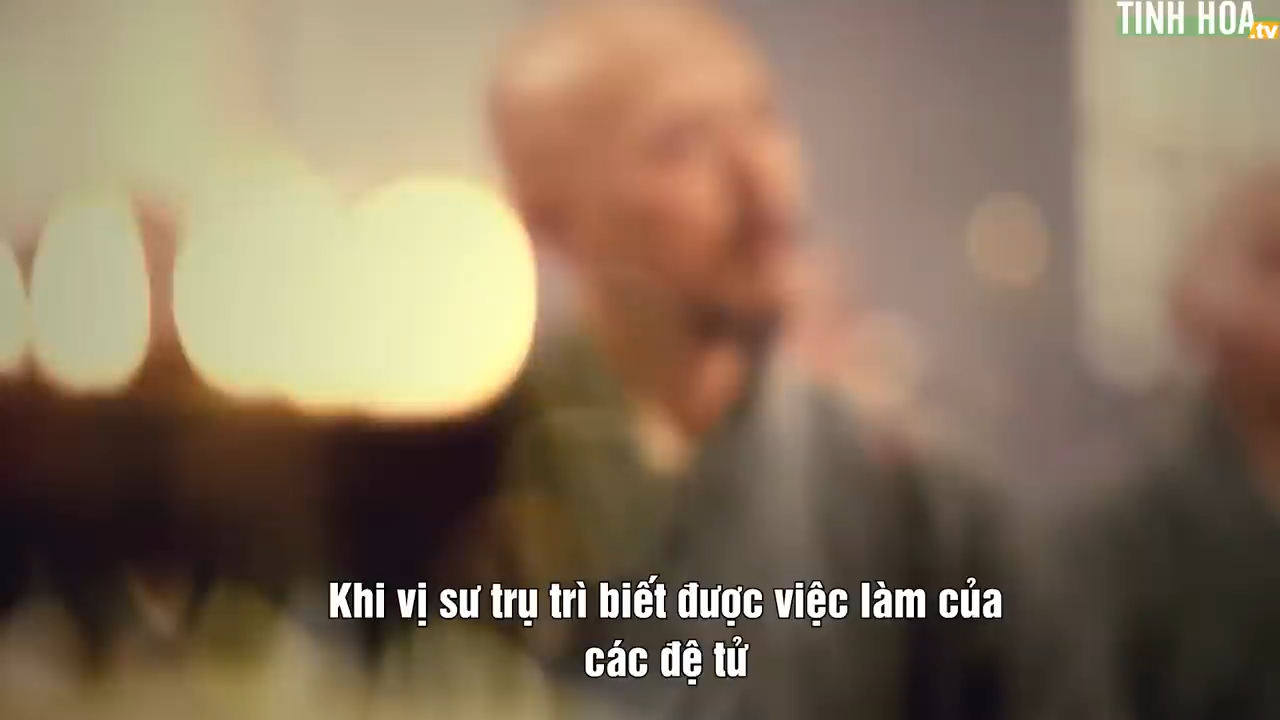 TINH HOA
.tv
Khi vị sư trụ trì biết được việc làm của
các đệ tử